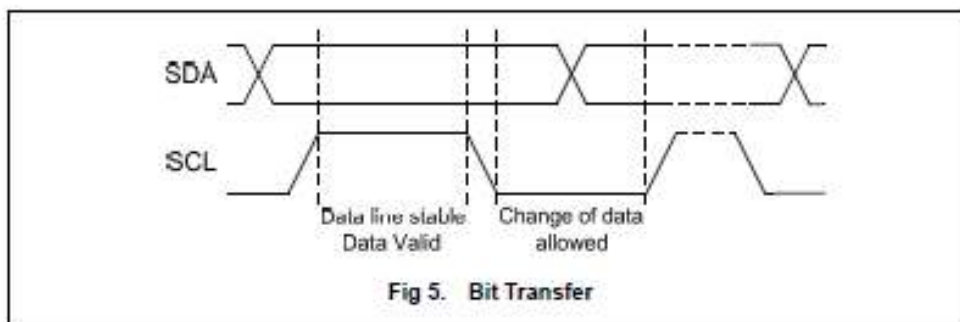 SDA
SCL
Data line stable
Data Valid
Change of data
allowed
Fig 5. Bit Transfer